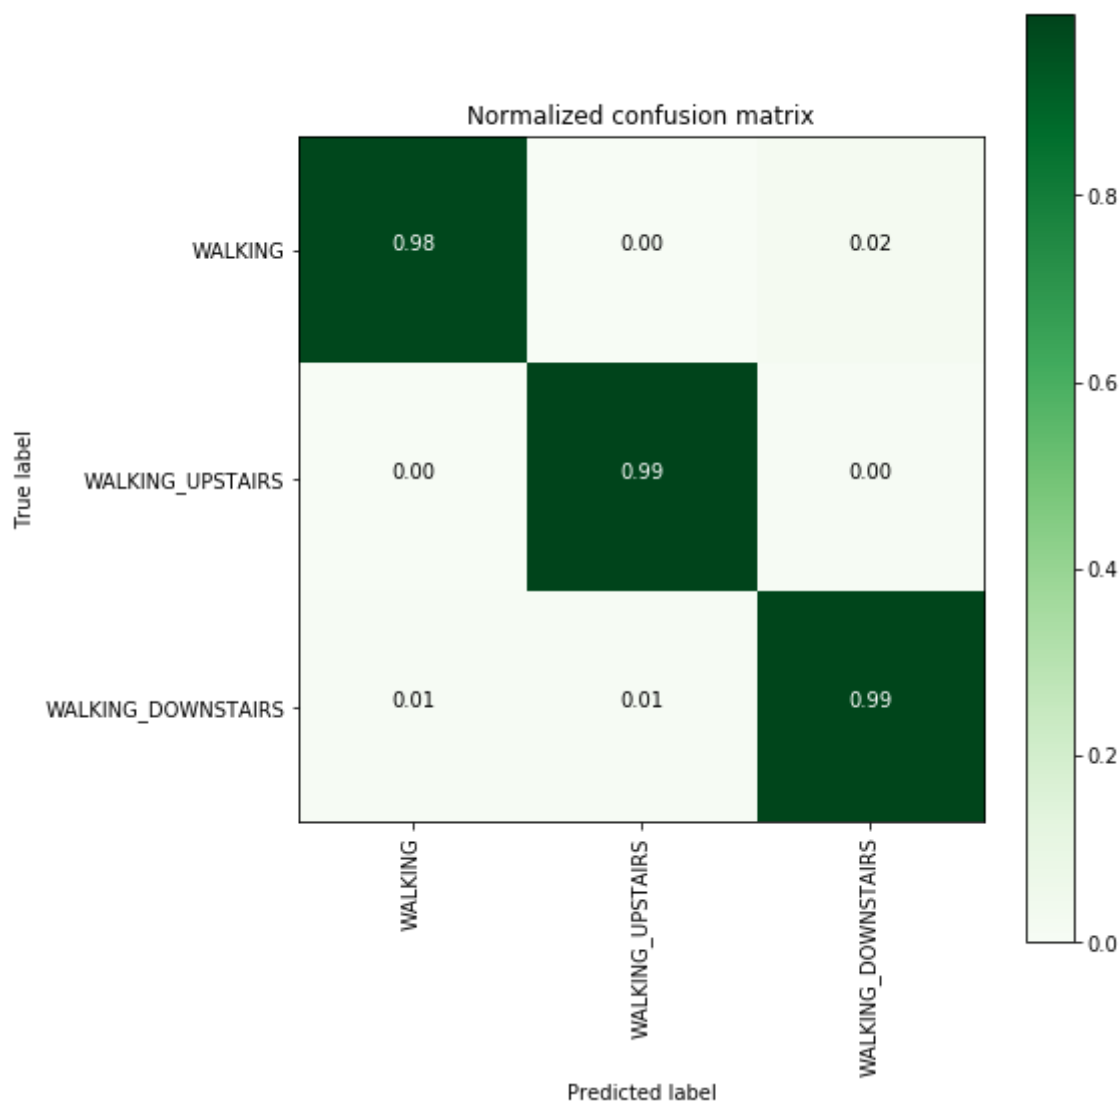 Normalized confusion matrix
True label
WALKING
0.98 0.00 0.02
WALKING_UPSTAIRS
0.00 0.99 0.00
WALKING_DOWNSTAIRS
0.01 0.01 0.99
WALKING
WALKING_UPSTAIRS
WALKING_DOWNSTAIRS
Predicted label
0.8
0.6
0.4
0.2
0.0